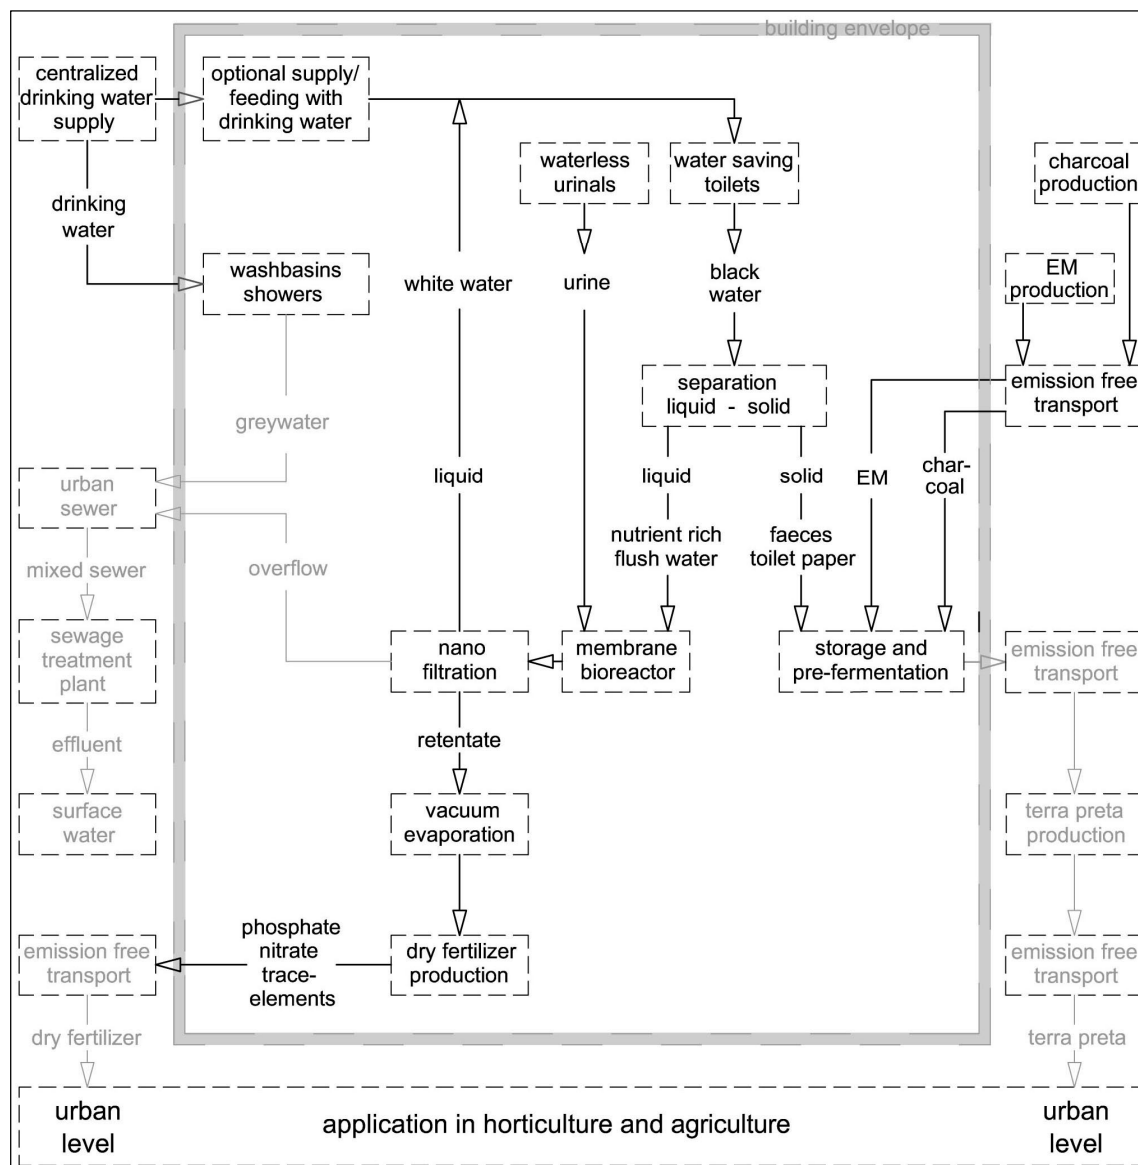 building envelope
centralized
drinking water
supply
optional supply/
feeding with
drinking water
waterless
urinals
water saving
toilets
charcoal
production
drinking
water
washbasins
showers
white water
urine
black
water
EM
production
separation
liquid - solid
emission free
transport
greywater
urban
sewer
liquid
liquid
solid
EM
char-
coal
nutrient rich
flush water
faeces
toilet paper
mixed sewer
overflow
sewage
treatment
plant
nano
filtration
membrane
bioreactor
storage and
pre-fermentation
emission free
transport
effluent
retentate
surface
water
vacuum
evaporation
terra preta
production
emission free
transport
phosphate
nitrate
trace-
elements
dry fertilizer
production
emission free
transport
dry fertilizer
terra preta
urban
level
application in horticulture and agriculture
urban
level